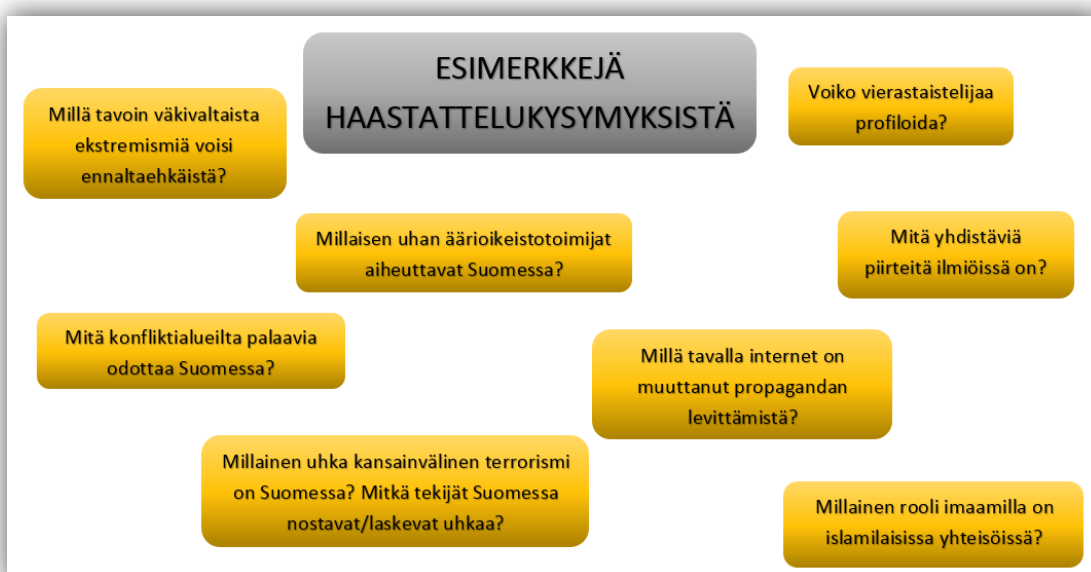 ESIMERKKEJÄ
HAASTATTELUKYSYMYKSISTÄ
Millä tavoin väkivaltaista
ekstremismiä voisi
ennaltaehkäistä?
Voiko vierastaistelijaa
profiloida?
Millaisen uhan äärioikeistotoimijat
aiheuttavat Suomessa?
Mitä yhdistäviä
piirteitä ilmiöissä on?
Mitä konfliktialueilta palaavia
odottaa Suomessa?
Millä tavalla internet on
muuttanut propagandan
levittämistä?
Millainen uhka kansainvälinen terrorismi
on Suomessa? Mitkä tekijät Suomessa
nostavat/laskevat uhkaa?
Millainen rooli imaamilla on
islamilaisissa yhteisöissä?